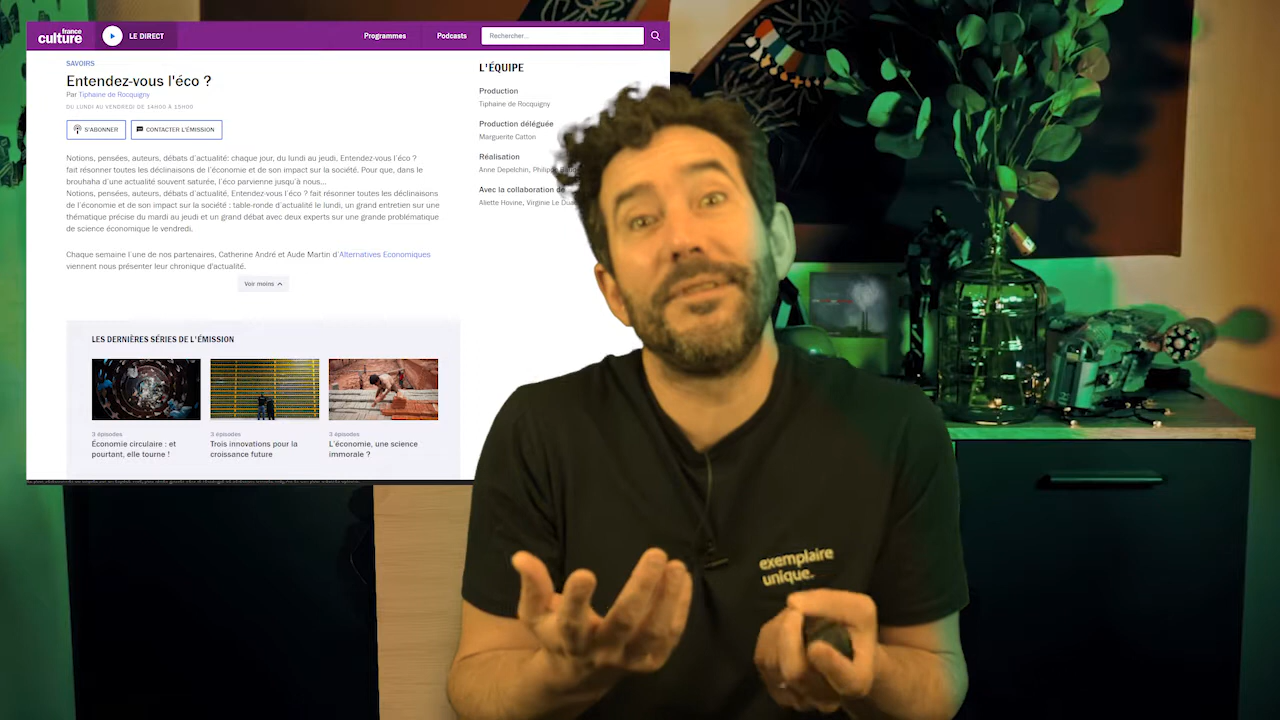 france
culture
LE DIRECT
Programmes
Podcasts
Rechercher...
SAVOIRS
Entendez-vous l'éco ?
Par Tiphaine de Rocquigny
DU LUNDI AU VENDREDI DE 14H00 À 15H00
S'ABONNER
CONTACTER L'ÉMISSION
Notions, pensées, auteurs, débats d'actualité: chaque jour, du lundi au jeudi, Entendez-vous l'éco ?
fait résonner toutes les déclinaisons de l'économie et de son impact sur la société. Pour que, dans le
brouhaha d'une actualité souvent saturée, l'éco parvienne jusqu'à nous...
Notions, pensées, auteurs, débats d'actualité. Entendez-vous l'éco ? fait résonner toutes les déclinaisons
de l'économie et de son impact sur la société : table-ronde d'actualité le lundi, un grand entretien sur une
thématique précise du mardi au jeudi et un grand débat avec deux experts sur une grande problématique
de science économique le vendredi.
Chaque semaine l'une de nos partenaires, Catherine André et Aude Martin d'Alternatives Economiques
viennent nous présenter leur chronique d'actualité.
Voir moins
LES DERNIÈRES SÉRIES DE L'ÉMISSION
3 épisodes
Économie circulaire : et
pourtant, elle tourne !
3 épisodes
Trois innovations pour la
croissance future
3 épisodes
L'économie, une science
immorale ?
L'ÉQUIPE
Production
Tiphaine de Rocquigny
Production déléguée
Marguerite Catton
Réalisation
Anne Depelchin,
Avec la collaboration de
Aliette Hovine, Virginie Le
exemplaire
unique.